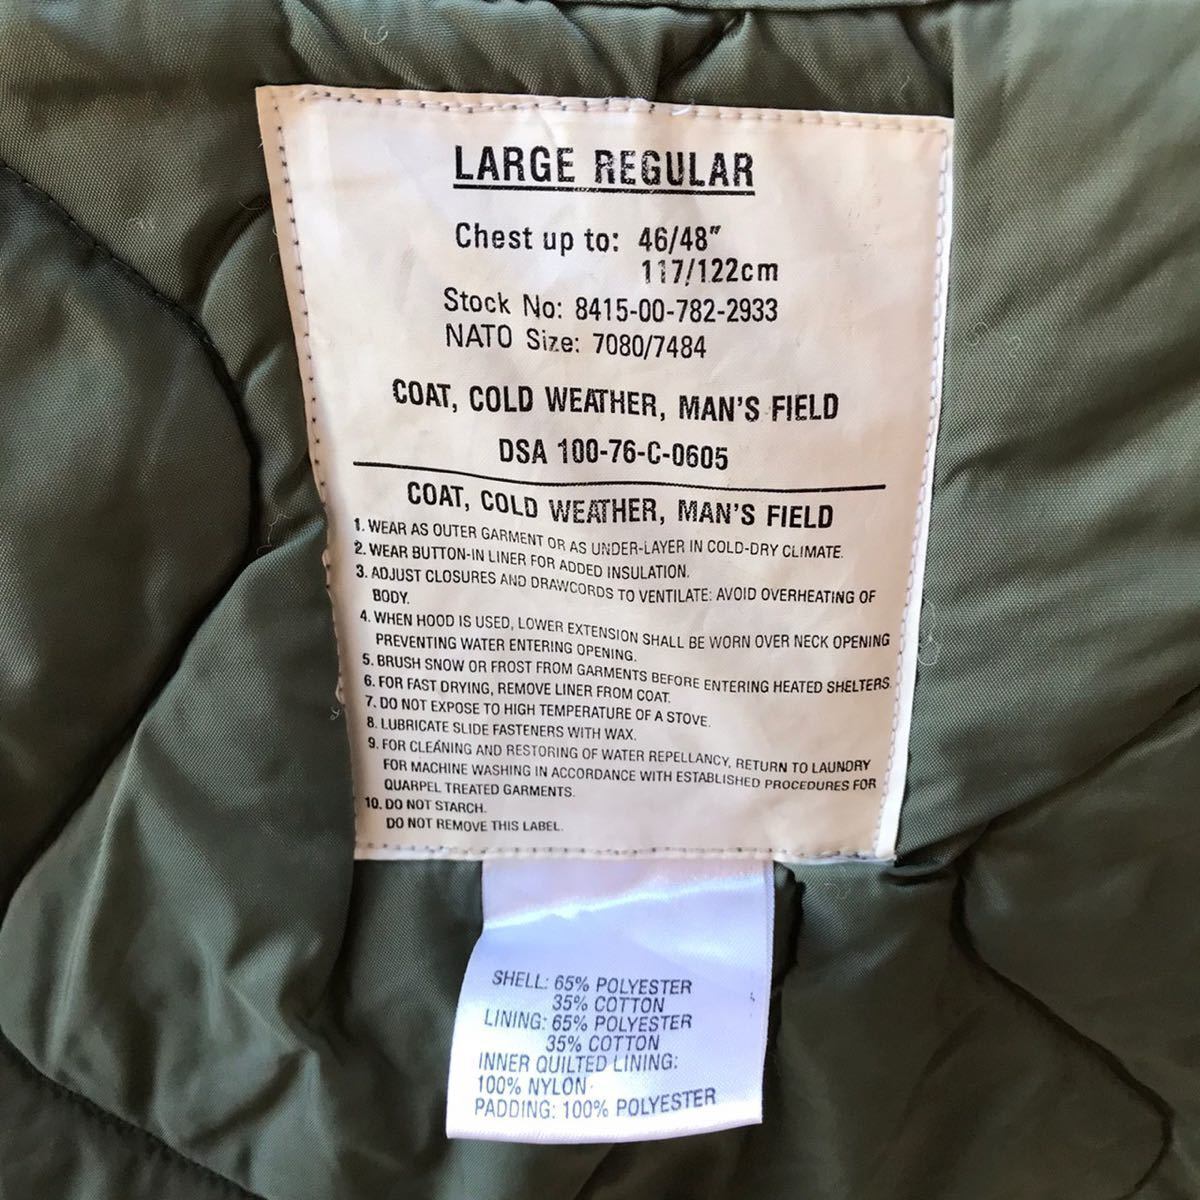 LARGE REGULAR
Chest up to: 46/48"
117/122cm
Stock No: 8415-00-782-2933
NATO Size: 7080/7484
COAT, COLD WEATHER, MAN'S FIELD
DSA 100-76-C-0605
COAT, COLD WEATHER, MAN'S FIELD
1. WEAR AS OUTER GARMENT OR AS UNDER-LAYER IN COLD-DRY CLIMATE.
2. WEAR BUTTON-IN LINER FOR ADDED INSULATION.
3. ADJUST CLOSURES AND DRAWCORDS TO VENTILATE: AVOID OVERHEATING OF
BODY.
4. WHEN HOOD IS USED, LOWER EXTENSION SHALL BE WORN OVER NECK OPENING
PREVENTING WATER ENTERING OPENING.
5. BRUSH SNOW OR FROST FROM GARMENTS BEFORE ENTERING HEATED SHELTERS.
6. FOR FAST DRYING, REMOVE LINER FROM COAT.
7. DO NOT EXPOSE TO HIGH TEMPERATURE OF A STOVE.
8. LUBRICATE SLIDE FASTENERS WITH WAX.
9. FOR CLEANING AND RESTORING OF WATER REPELLANCY, RETURN TO LAUNDRY
FOR MACHINE WASHING IN ACCORDANCE WITH ESTABLISHED PROCEDURES FOR
QUARPEL TREATED GARMENTS.
10. DO NOT STARCH.
DO NOT REMOVE THIS LABEL.
SHELL: 65% POLYESTER
35% COTTON
LINING: 65% POLYESTER
35% COTTON
INNER QUILTED LINING:
100% NYLON
PADDING: 100% POLYESTER